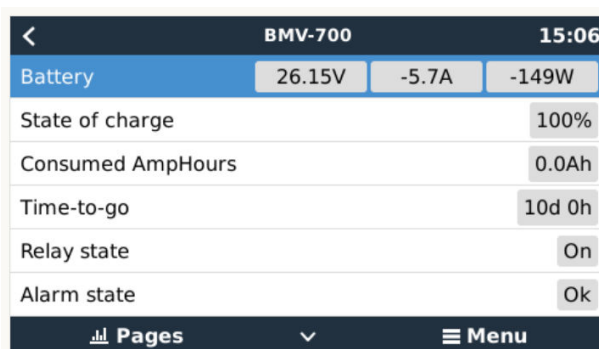 BMV-700 15:06
Battery 26.15V -5.7A -149W
State of charge 100%
Consumed AmpHours 0.0Ah
Time-to-go 10d 0h
Relay state On
Alarm state Ok
Pages Menu